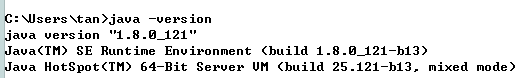 C:\Users\tan>java -version
java version "1.8.0_121"
Java(TM) SE Runtime Environment (build 1.8.0_121-b13)
Java HotSpot(TM) 64-Bit Server VM (build 25.121-b13, mixed mode)